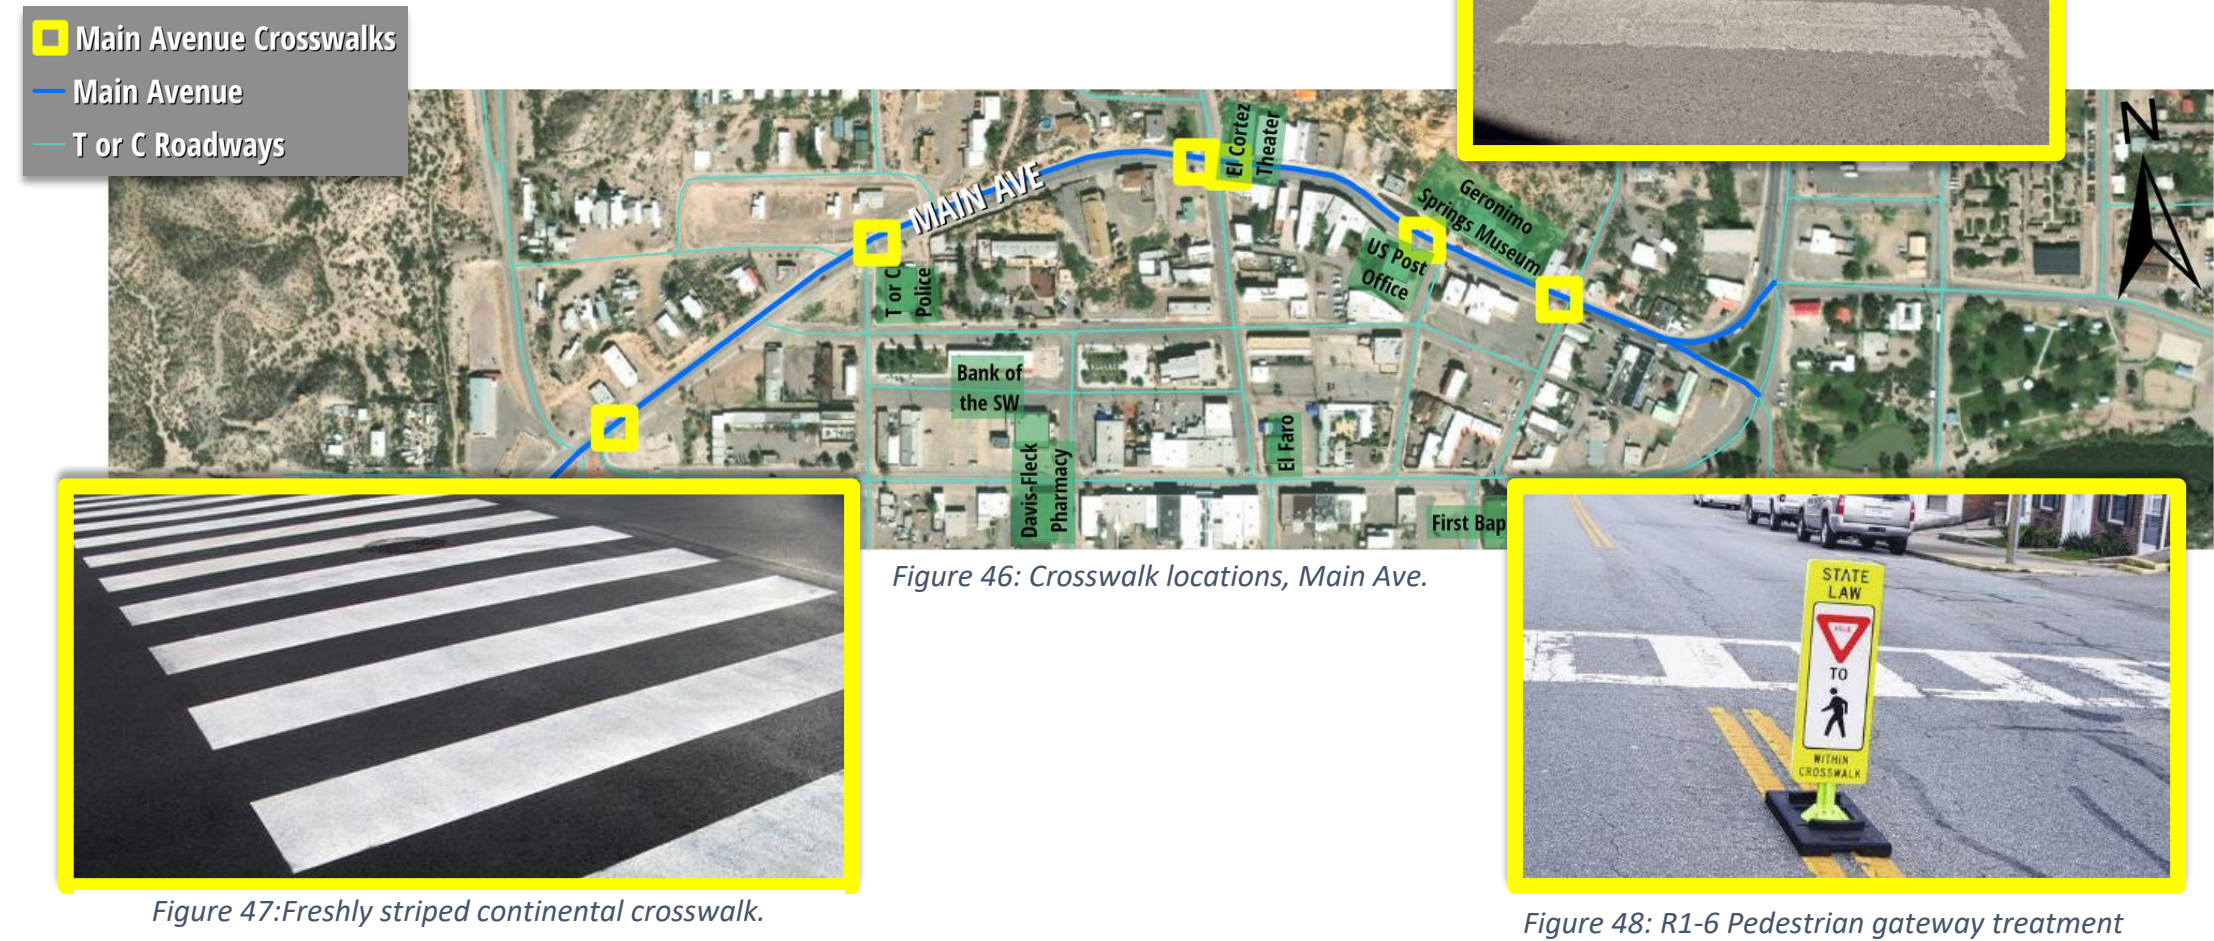 Main Avenue Crosswalks
Main Avenue
T or C Roadways
N
MAIN AVE
El Cortez
Theater
Geronimo
Springs Museum
US Post
Office
T or C
Police
Bank of
the SW
Davis-Fleck
Pharmacy
El Faro
First Bap
Figure 46: Crosswalk locations, Main Ave.
STATE
LAW
TO
WITHIN
CROSSWALK
Figure 47:Freshly striped continental crosswalk.
Figure 48: R1-6 Pedestrian gateway treatment